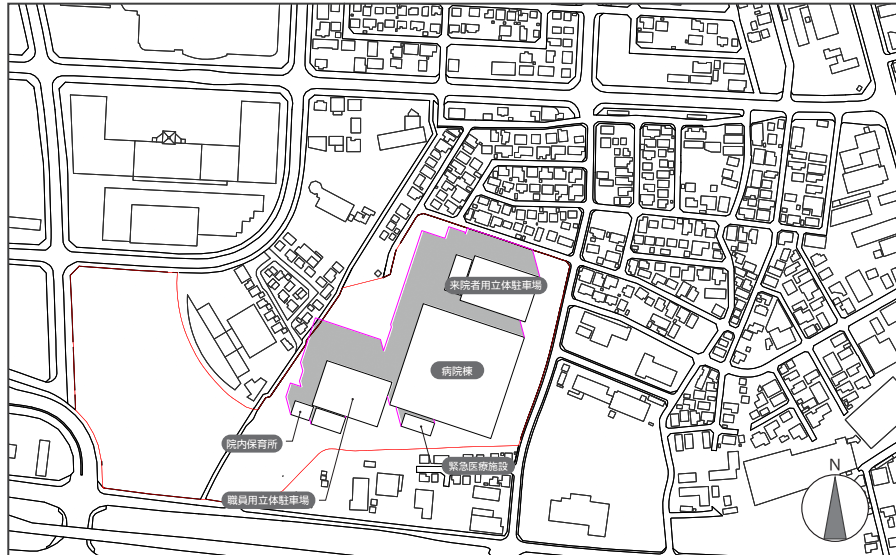 来院者用立体駐車場
病院棟
院内保育所
緊急医療施設
職員用立体駐車場
N